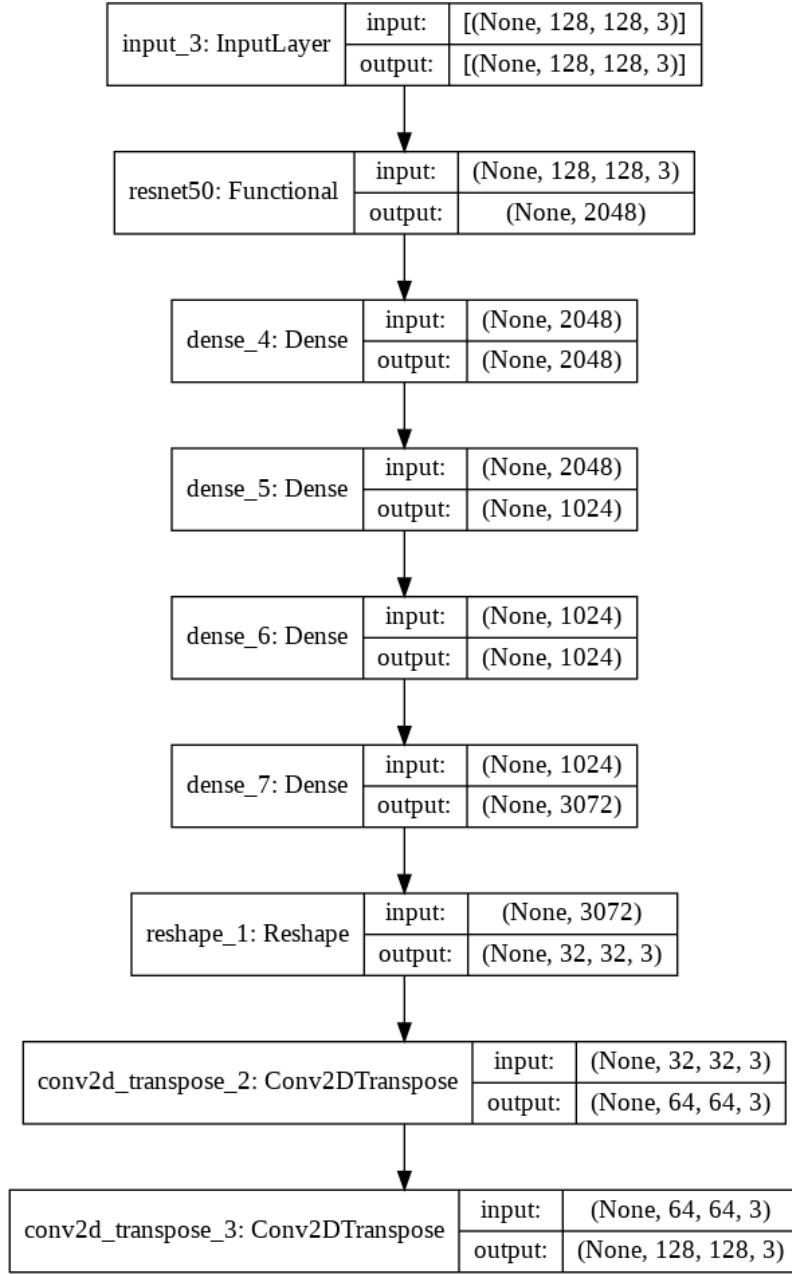 input_3: InputLayer
input: [(None, 128, 128, 3)]
output: [(None, 128, 128, 3)]
resnet50: Functional
input: (None, 128, 128, 3)
output: (None, 2048)
dense_4: Dense
input: (None, 2048)
output: (None, 2048)
dense_5: Dense
input: (None, 2048)
output: (None, 1024)
dense_6: Dense
input: (None, 1024)
output: (None, 1024)
dense_7: Dense
input: (None, 1024)
output: (None, 3072)
reshape_1: Reshape
input: (None, 3072)
output: (None, 32, 32, 3)
conv2d_transpose_2: Conv2DTranspose
input: (None, 32, 32, 3)
output: (None, 64, 64, 3)
conv2d_transpose_3: Conv2DTranspose
input: (None, 64, 64, 3)
output: (None, 128, 128, 3)